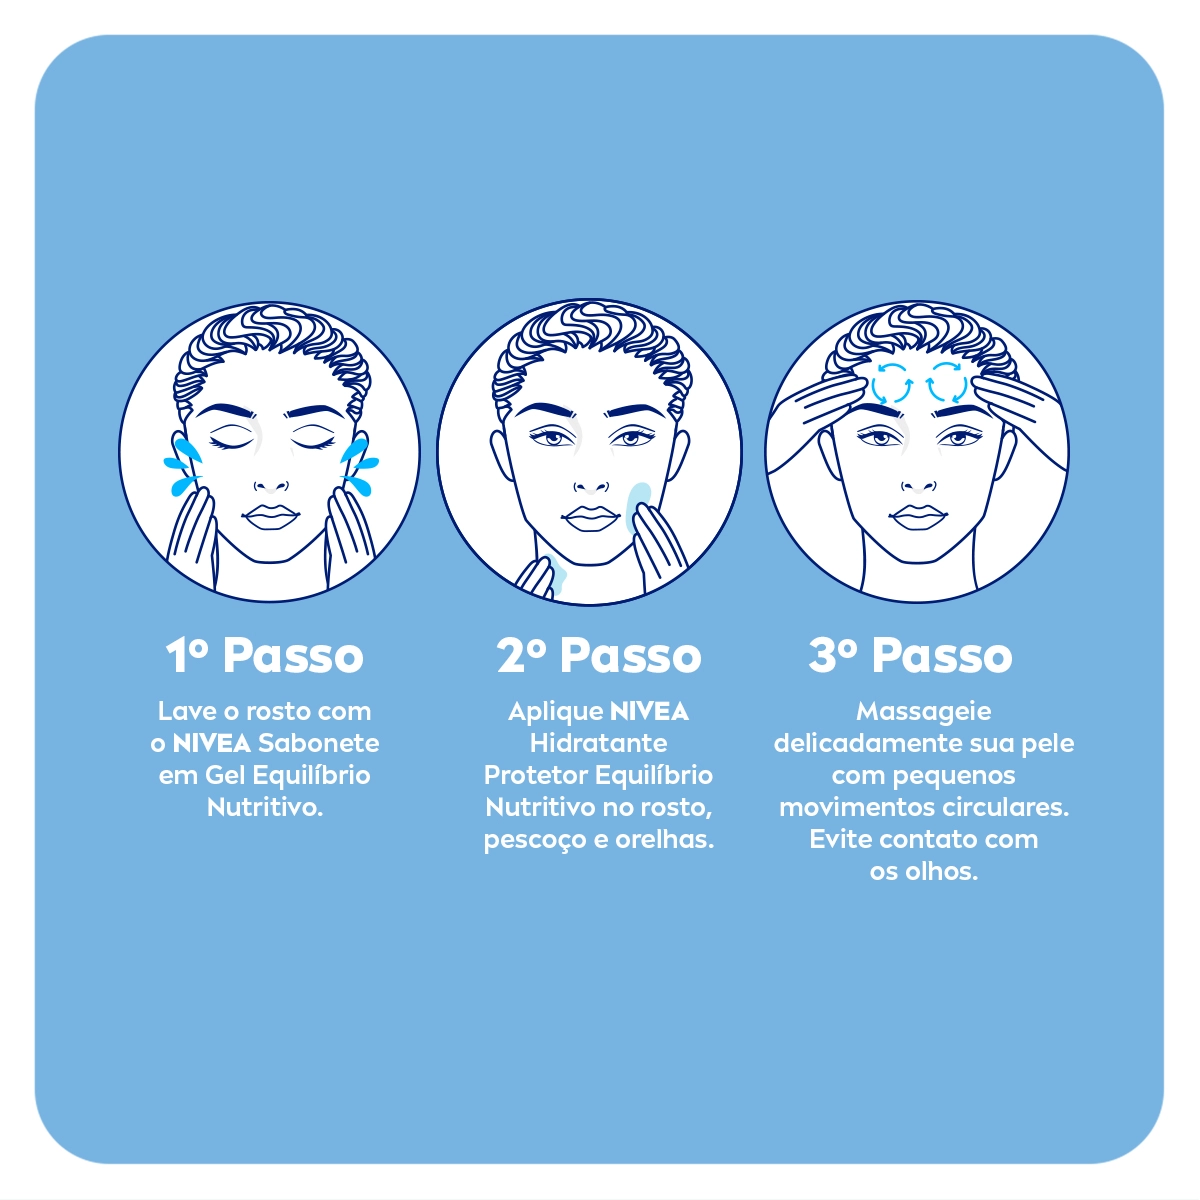 1º Passo
Lave o rosto com
o NIVEA Sabonete
em Gel Equilíbrio
Nutritivo.
2º Passo
Aplique NIVEA
Hidratante
Protetor Equilíbrio
Nutritivo no rosto,
pescoço e orelhas.
3º Passo
Massageie
delicadamente sua pele
com pequenos
movimentos circulares.
Evite contato com
os olhos.